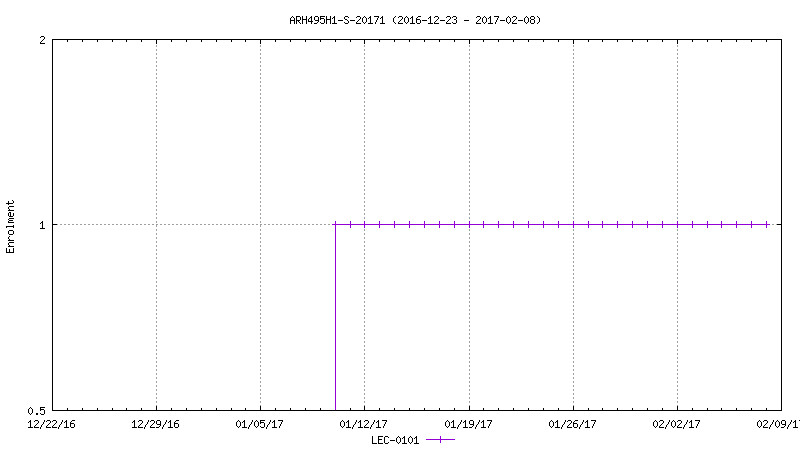 ARH495H1-S-20171 (2016-12-23 - 2017-02-08)
2
1
0.5
Enrolment
12/22/16 12/29/16 01/05/17 01/12/17 01/19/17 01/26/17 02/02/17 02/09/1
LEC-0101